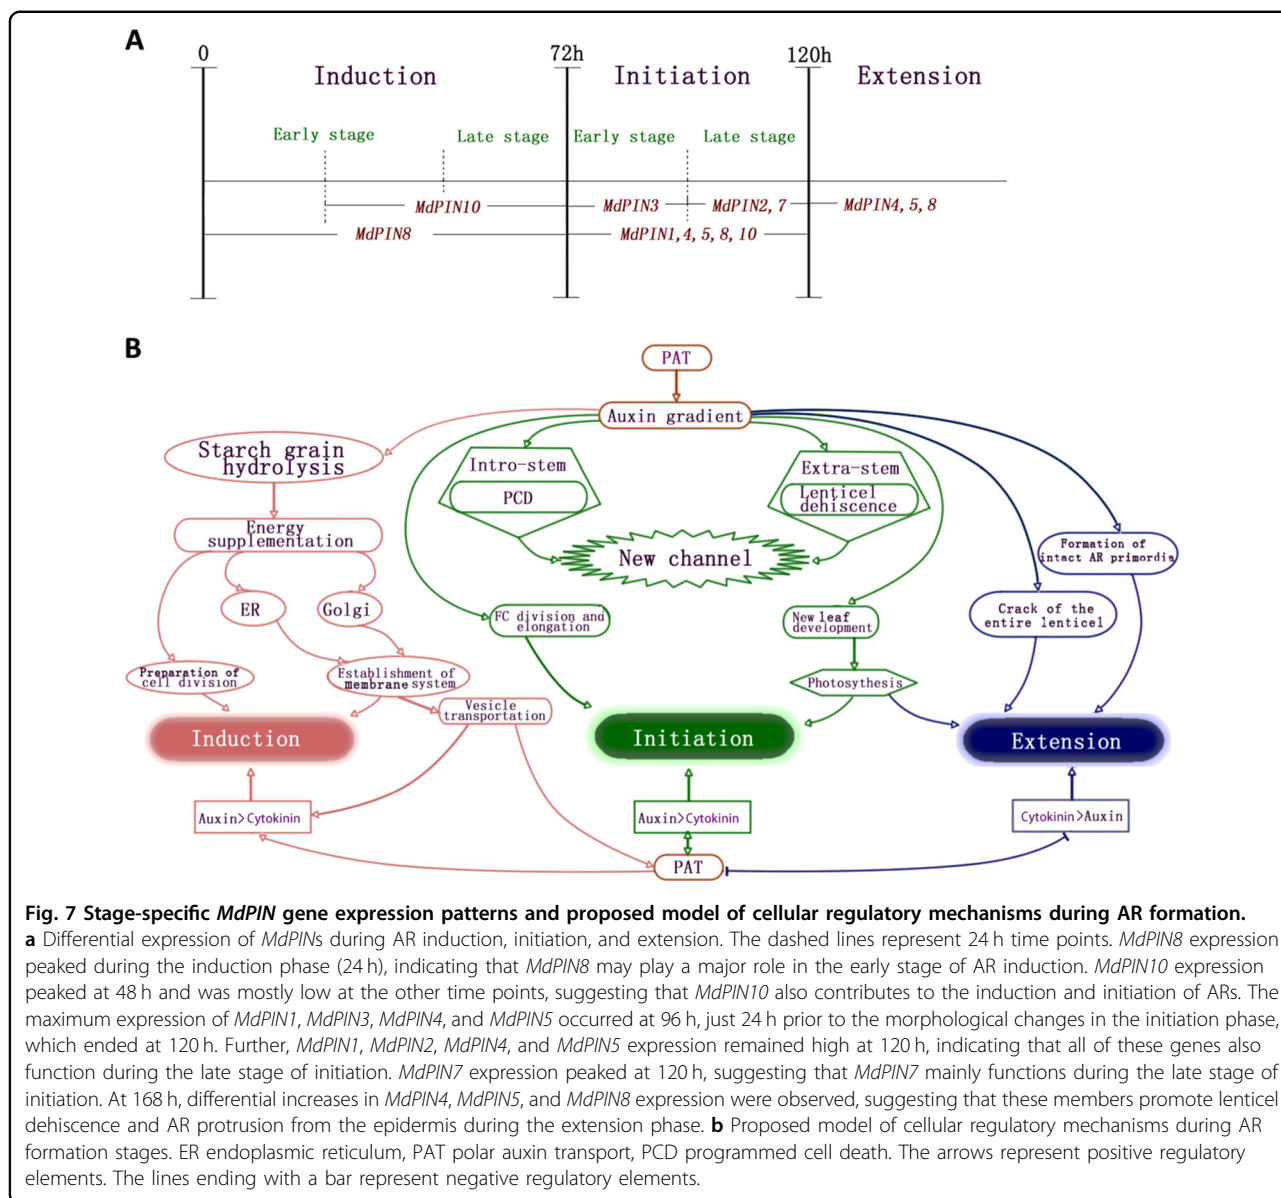 A
0
72h
120h
Induction
Initiation
Extension
Early stage
Late stage
Early stage
Late stage
MdPIN10
MdPIN3
MdPIN2, 7
MdPIN4, 5, 8
MdPIN8
MdPIN1, 4, 5, 8, 10
B
PAT
Auxin gradient
Starch grain
hydrolysis
Intro-stem
PCD
Extra-stem
Lenticel
dehiscence
Energy
supplementation
New channel
Formation of
intact AR primordia
ER
Golgi
FC division and
elongation
New leaf
development
Crack of the
entire lenticel
Preparation of
cell division
Establishment of
membrane system
Photosythesis
Vesicle
transportation
Induction
Initiation
Extension
Auxin>Cytokinin
Auxin>Cytokinin
Cytokinin>Auxin
PAT
Fig. 7 Stage-specific MdPIN gene expression patterns and proposed model of cellular regulatory mechanisms during AR formation.
a Differential expression of MdPINs during AR induction, initiation, and extension. The dashed lines represent 24 h time points. MdPIN8 expression
peaked during the induction phase (24 h), indicating that MdPIN8 may play a major role in the early stage of AR induction. MdPIN10 expression
peaked at 48 h and was mostly low at the other time points, suggesting that MdPIN10 also contributes to the induction and initiation of ARs. The
maximum expression of MdPIN1, MdPIN3, MdPIN4, and MdPIN5 occurred at 96 h, just 24 h prior to the morphological changes in the initiation phase,
which ended at 120 h. Further, MdPIN1, MdPIN2, MdPIN4, and MdPIN5 expression remained high at 120 h, indicating that all of these genes also
function during the late stage of initiation. MdPIN7 expression peaked at 120 h, suggesting that MdPIN7 mainly functions during the late stage of
initiation. At 168 h, differential increases in MdPIN4, MdPIN5, and MdPIN8 expression were observed, suggesting that these members promote lenticel
dehiscence and AR protrusion from the epidermis during the extension phase. b Proposed model of cellular regulatory mechanisms during AR
formation stages. ER endoplasmic reticulum, PAT polar auxin transport, PCD programmed cell death. The arrows represent positive regulatory
elements. The lines ending with a bar represent negative regulatory elements.